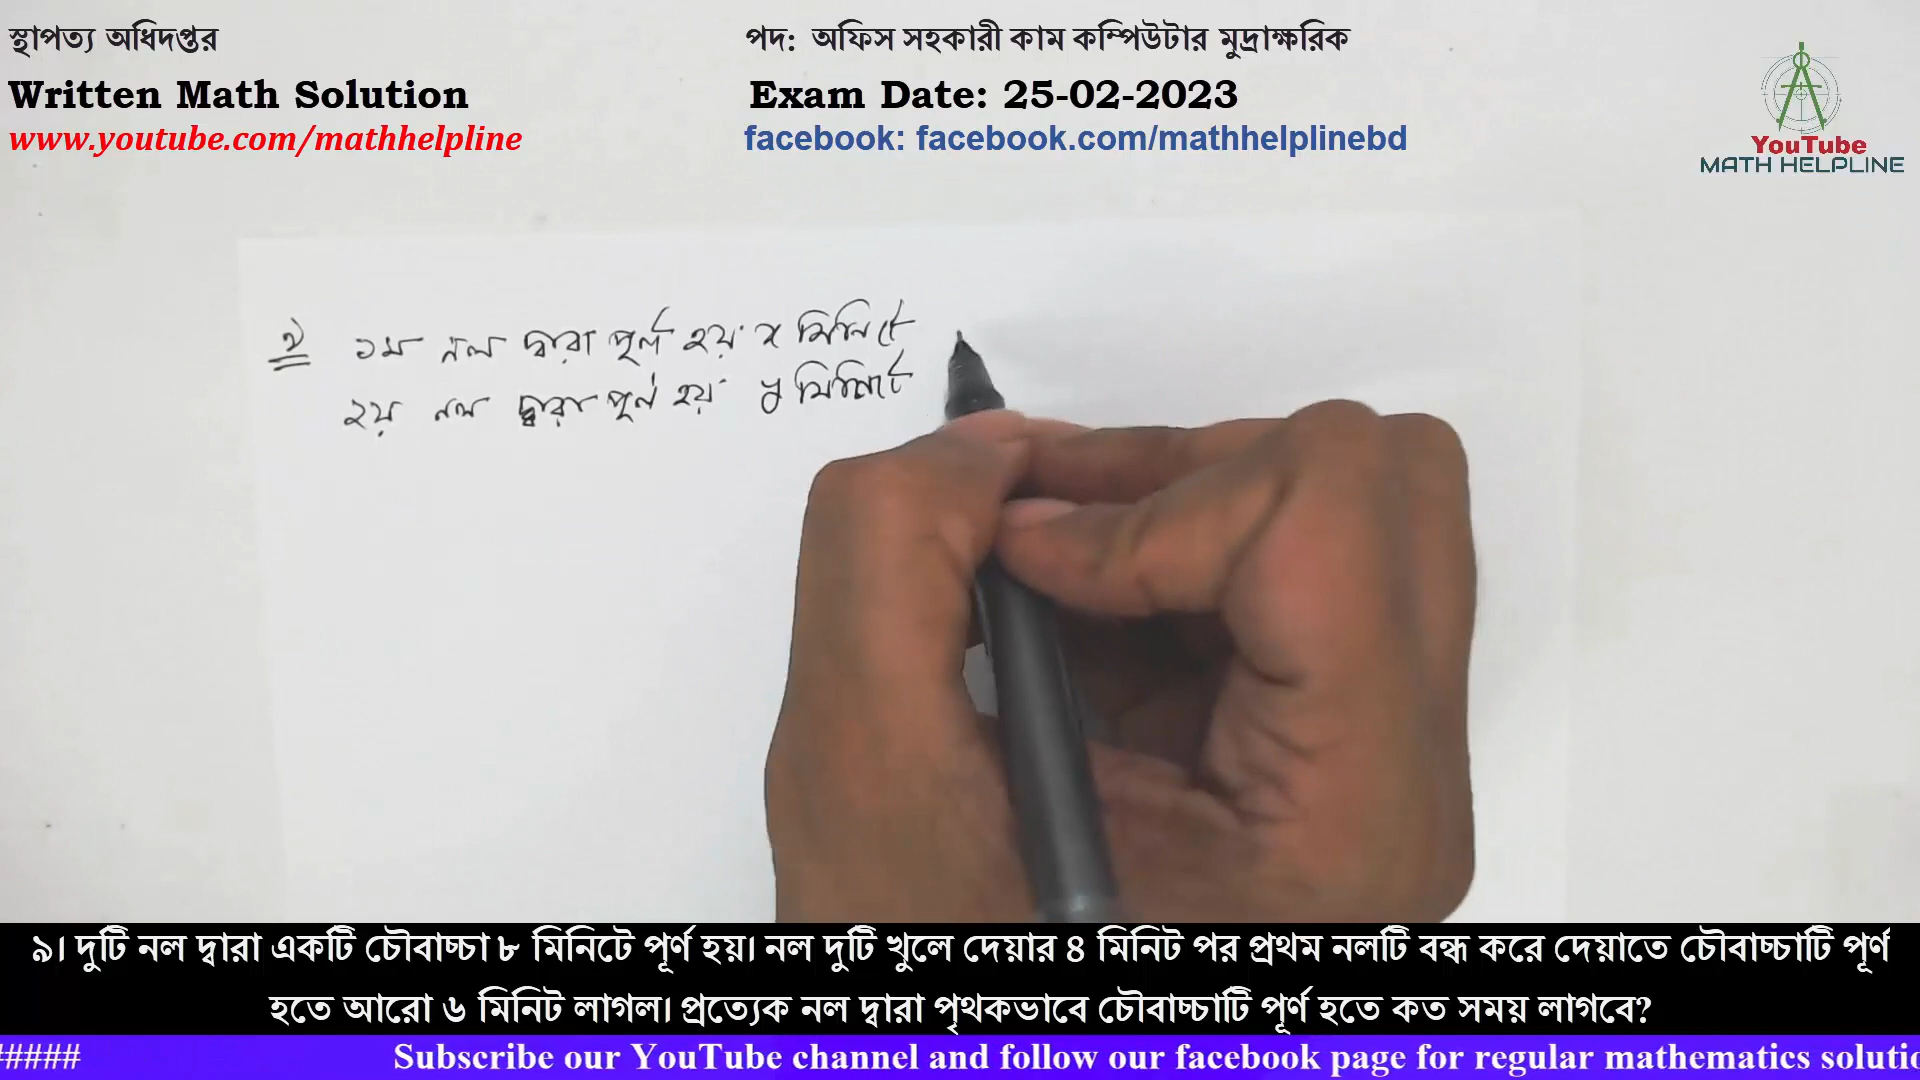 স্থাপত্য অধিদপ্তর
পদ: অফিস সহকারী কাম কম্পিউটার মুদ্রাক্ষরিক
Written Math Solution
Exam Date: 25-02-2023
www.youtube.com/mathhelpline
facebook: facebook.com/mathhelplinebd
YouTube
MATH HELPLINE
৯ ১ম নল দ্বারা পূর্ণ হয় x মিনিটে
২য় নল দ্বারা পূর্ণ হয় y মিনিটে
৯। দুটি নল দ্বারা একটি চৌবাচ্চা ৮ মিনিটে পূর্ণ হয়। নল দুটি খুলে দেয়ার ৪ মিনিট পর প্রথম নলটি বন্ধ করে দেয়াতে চৌবাচ্চাটি পূর্ণ
হতে আরো ৬ মিনিট লাগল। প্রত্যেক নল দ্বারা পৃথকভাবে চৌবাচ্চাটি পূর্ণ হতে কত সময় লাগবে?
##### Subscribe our YouTube channel and follow our facebook page for regular mathematics solutio